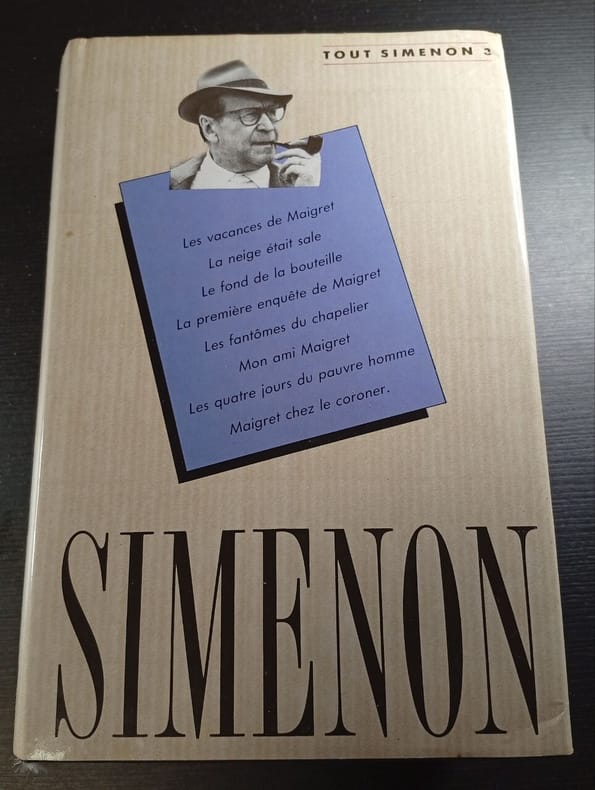 TOUT SIMENON 3
Les vacances de Maigret
La neige était sale
Le fond de la bouteille
La première enquête de Maigret
Les fantômes du chapelier
Mon ami Maigret
Les quatre jours du pauvre homme
Maigret chez le coroner.
SIMENON